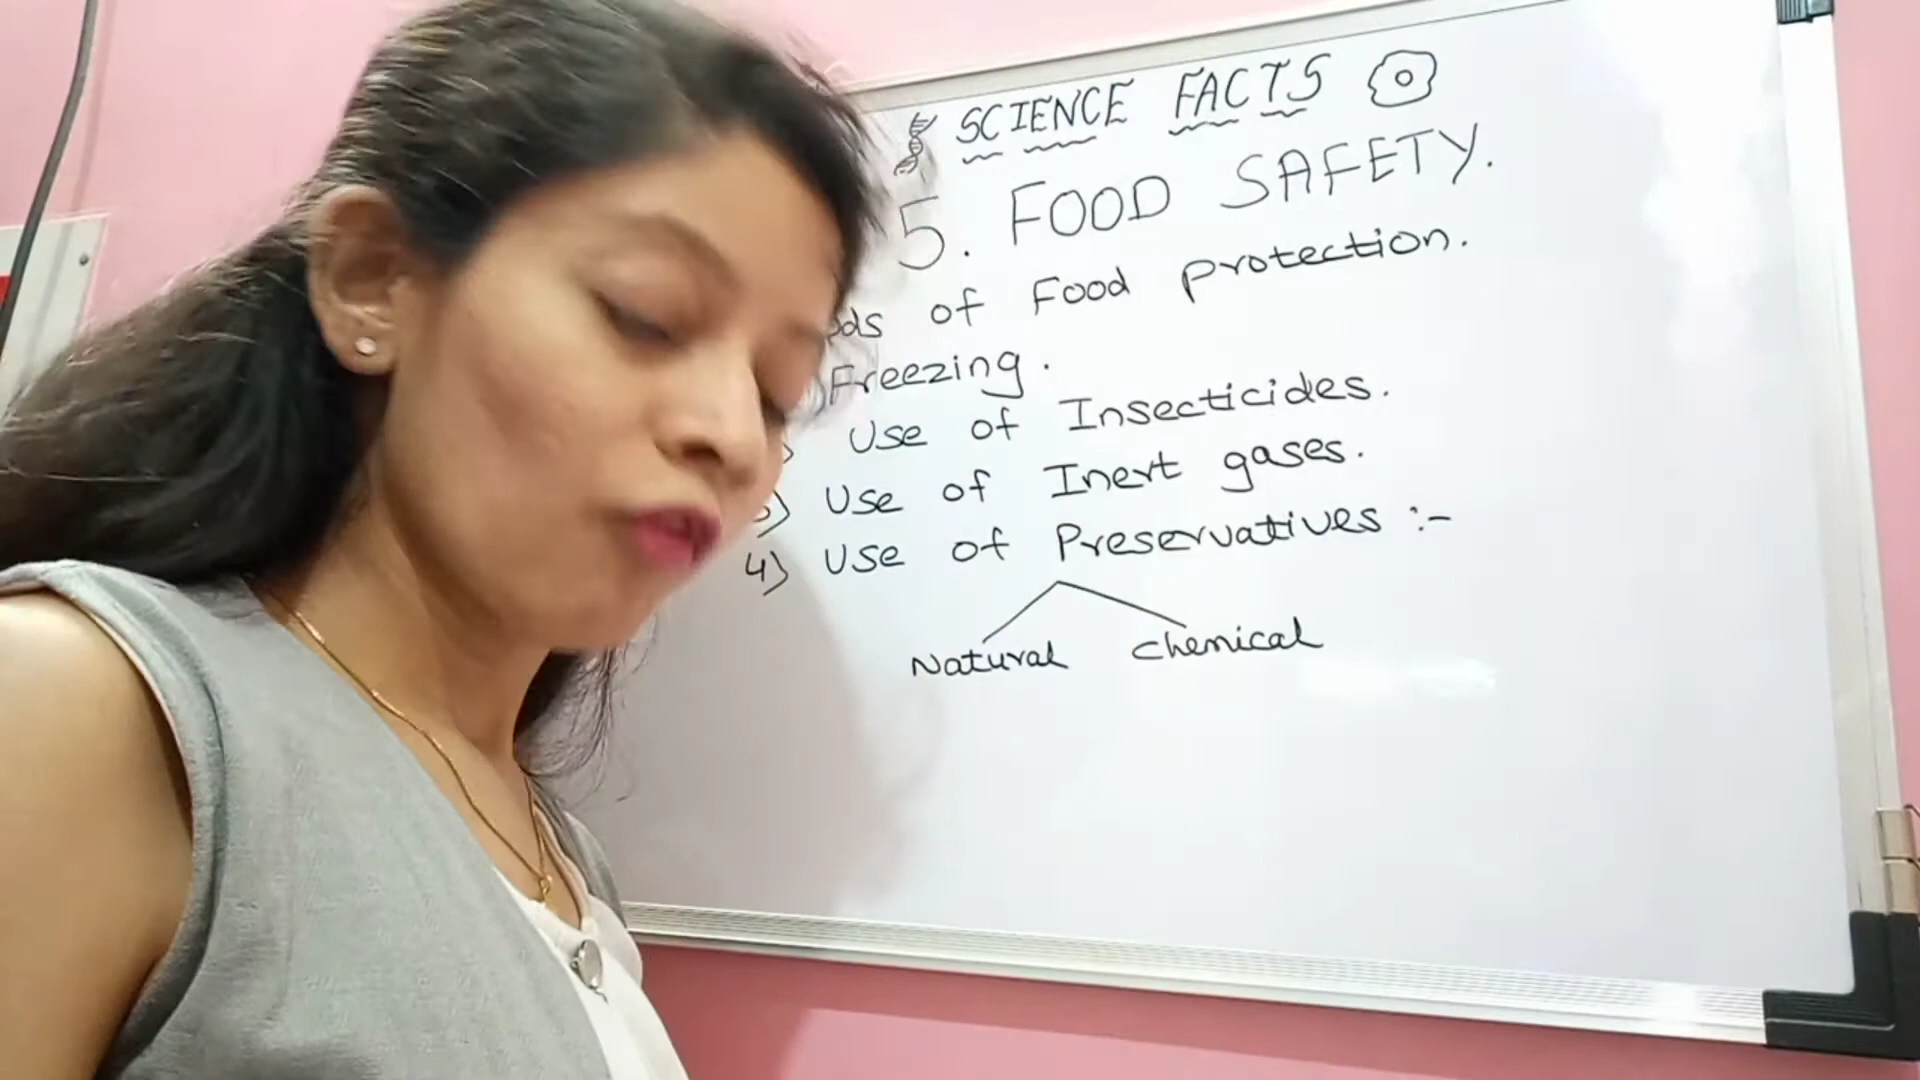 SCIENCE FACTS
5. FOOD SAFETY.
of Food protection.
Freezing.
Use of Insecticides.
Use of Inert gases.
4) Use of Preservatives :-
Natural Chemical